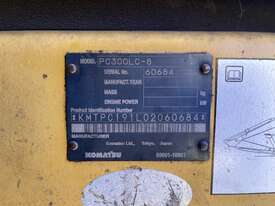 MODEL PC300LC-8
SERIAL No. 60684
MANUFACT.YEAR
MASS kg
ENGINE POWER kW
Product Identification Number
*KMTPC191L02060684*
MANUFACTURER
Komatsu Ltd., Tokyo, Japan
KOMATSU